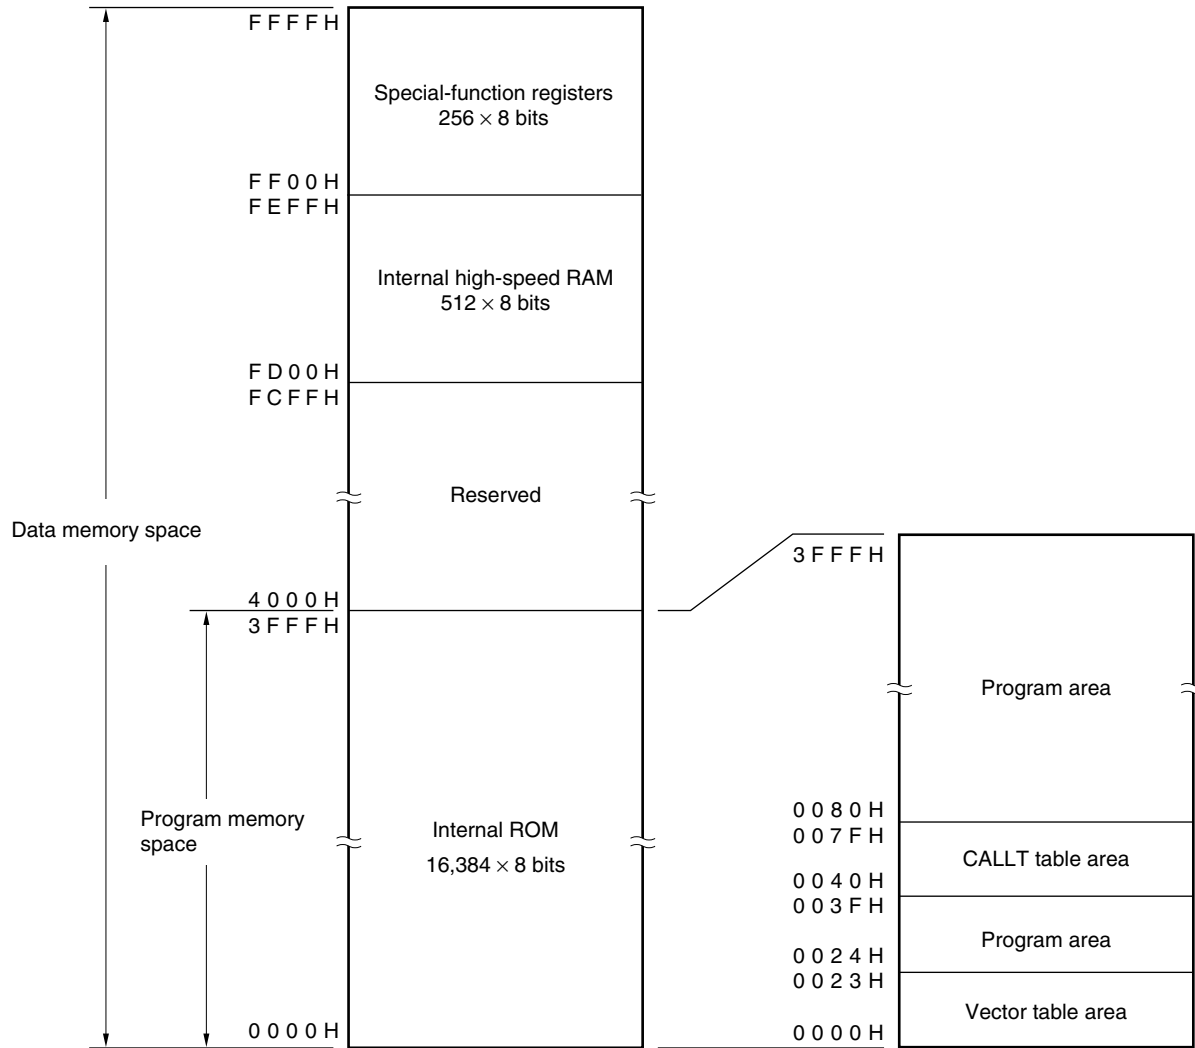 FFFFH
Special-function registers
256 × 8 bits
FF00H
FEFFH
Internal high-speed RAM
512 × 8 bits
FD00H
FCFFH
Reserved
Data memory space
4000H
3FFFH
Program memory
space
Internal ROM
16,384 × 8 bits
0000H
3FFFH
Program area
0080H
007FH
CALLT table area
0040H
003FH
Program area
0024H
0023H
Vector table area
0000H